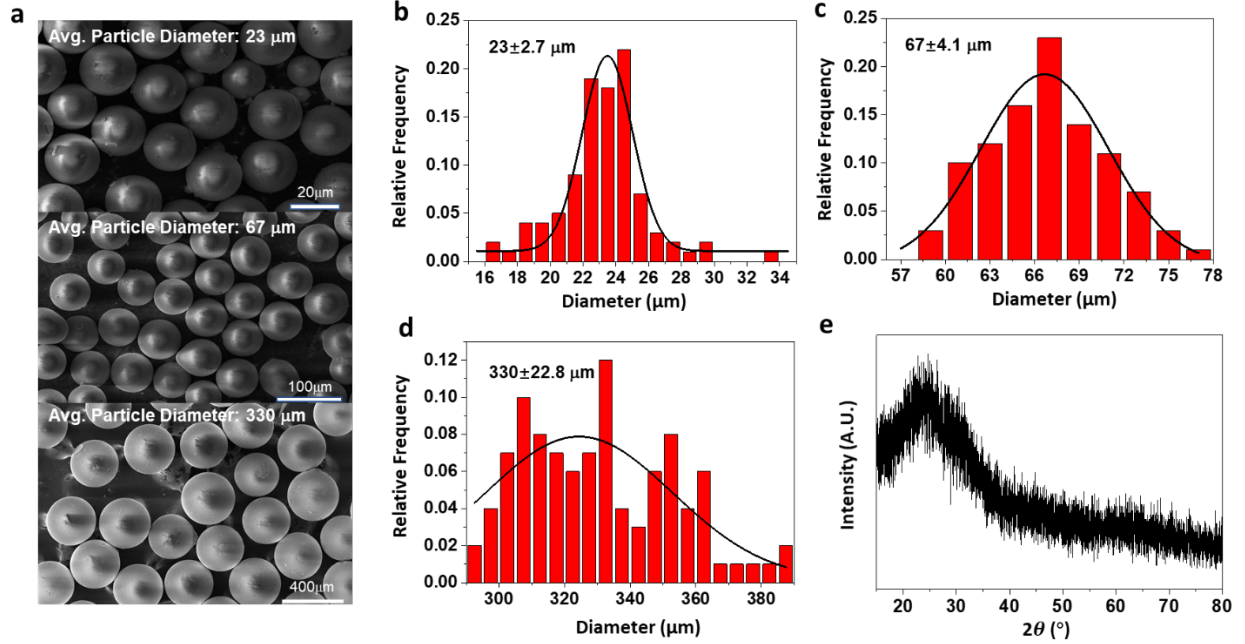 a
Avg. Particle Diameter: 23 μm
20μm
Avg. Particle Diameter: 67 μm
100μm
Avg. Particle Diameter: 330 μm
400μm
b
23±2.7 μm
Relative Frequency
0.25
0.20
0.15
0.10
0.05
0.00
16 18 20 22 24 26 28 30 32 34
Diameter (μm)
c
67±4.1 μm
Relative Frequency
0.25
0.20
0.15
0.10
0.05
0.00
57 60 63 66 69 72 75 78
Diameter (μm)
d
330±22.8 μm
Relative Frequency
0.12
0.10
0.08
0.06
0.04
0.02
0.00
300 320 340 360 380
Diameter (μm)
e
Intensity (A.U.)
20 30 40 50 60 70 80
2θ (°)